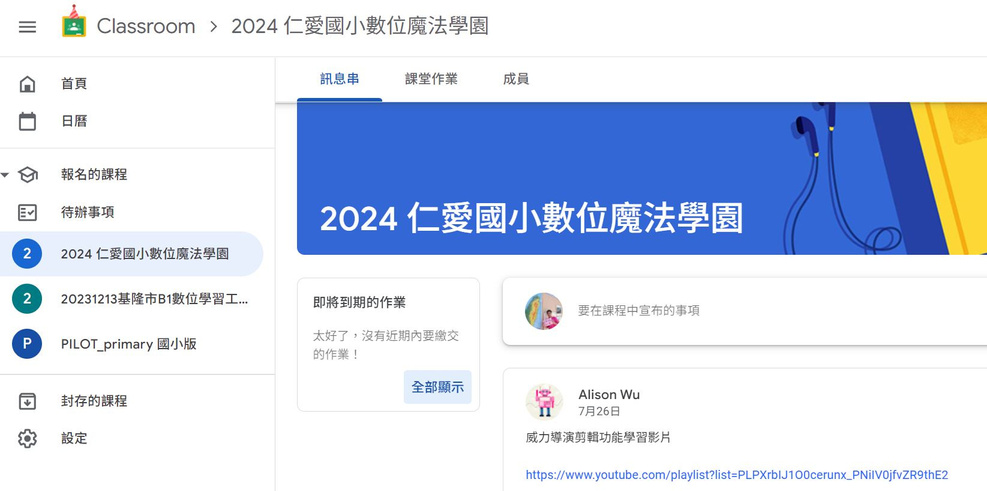 Classroom > 2024 仁愛國小數位魔法學園
首頁
日曆
報名的課程
待辦事項
2 2024 仁愛國小數位魔法學園
2 20231213基隆市B1數位學習工...
P PILOT_primary 國小版
封存的課程
設定
訊息串 課堂作業 成員
2024 仁愛國小數位魔法學園
即將到期的作業
太好了，沒有近期內要繳交
的作業！
全部顯示
要在課程中宣布的事項
Alison Wu
7月26日
威力導演剪輯功能學習影片
https://www.youtube.com/playlist?list=PLPXrbIJ1O0cerunx_PNiIV0jfvZR9thE2